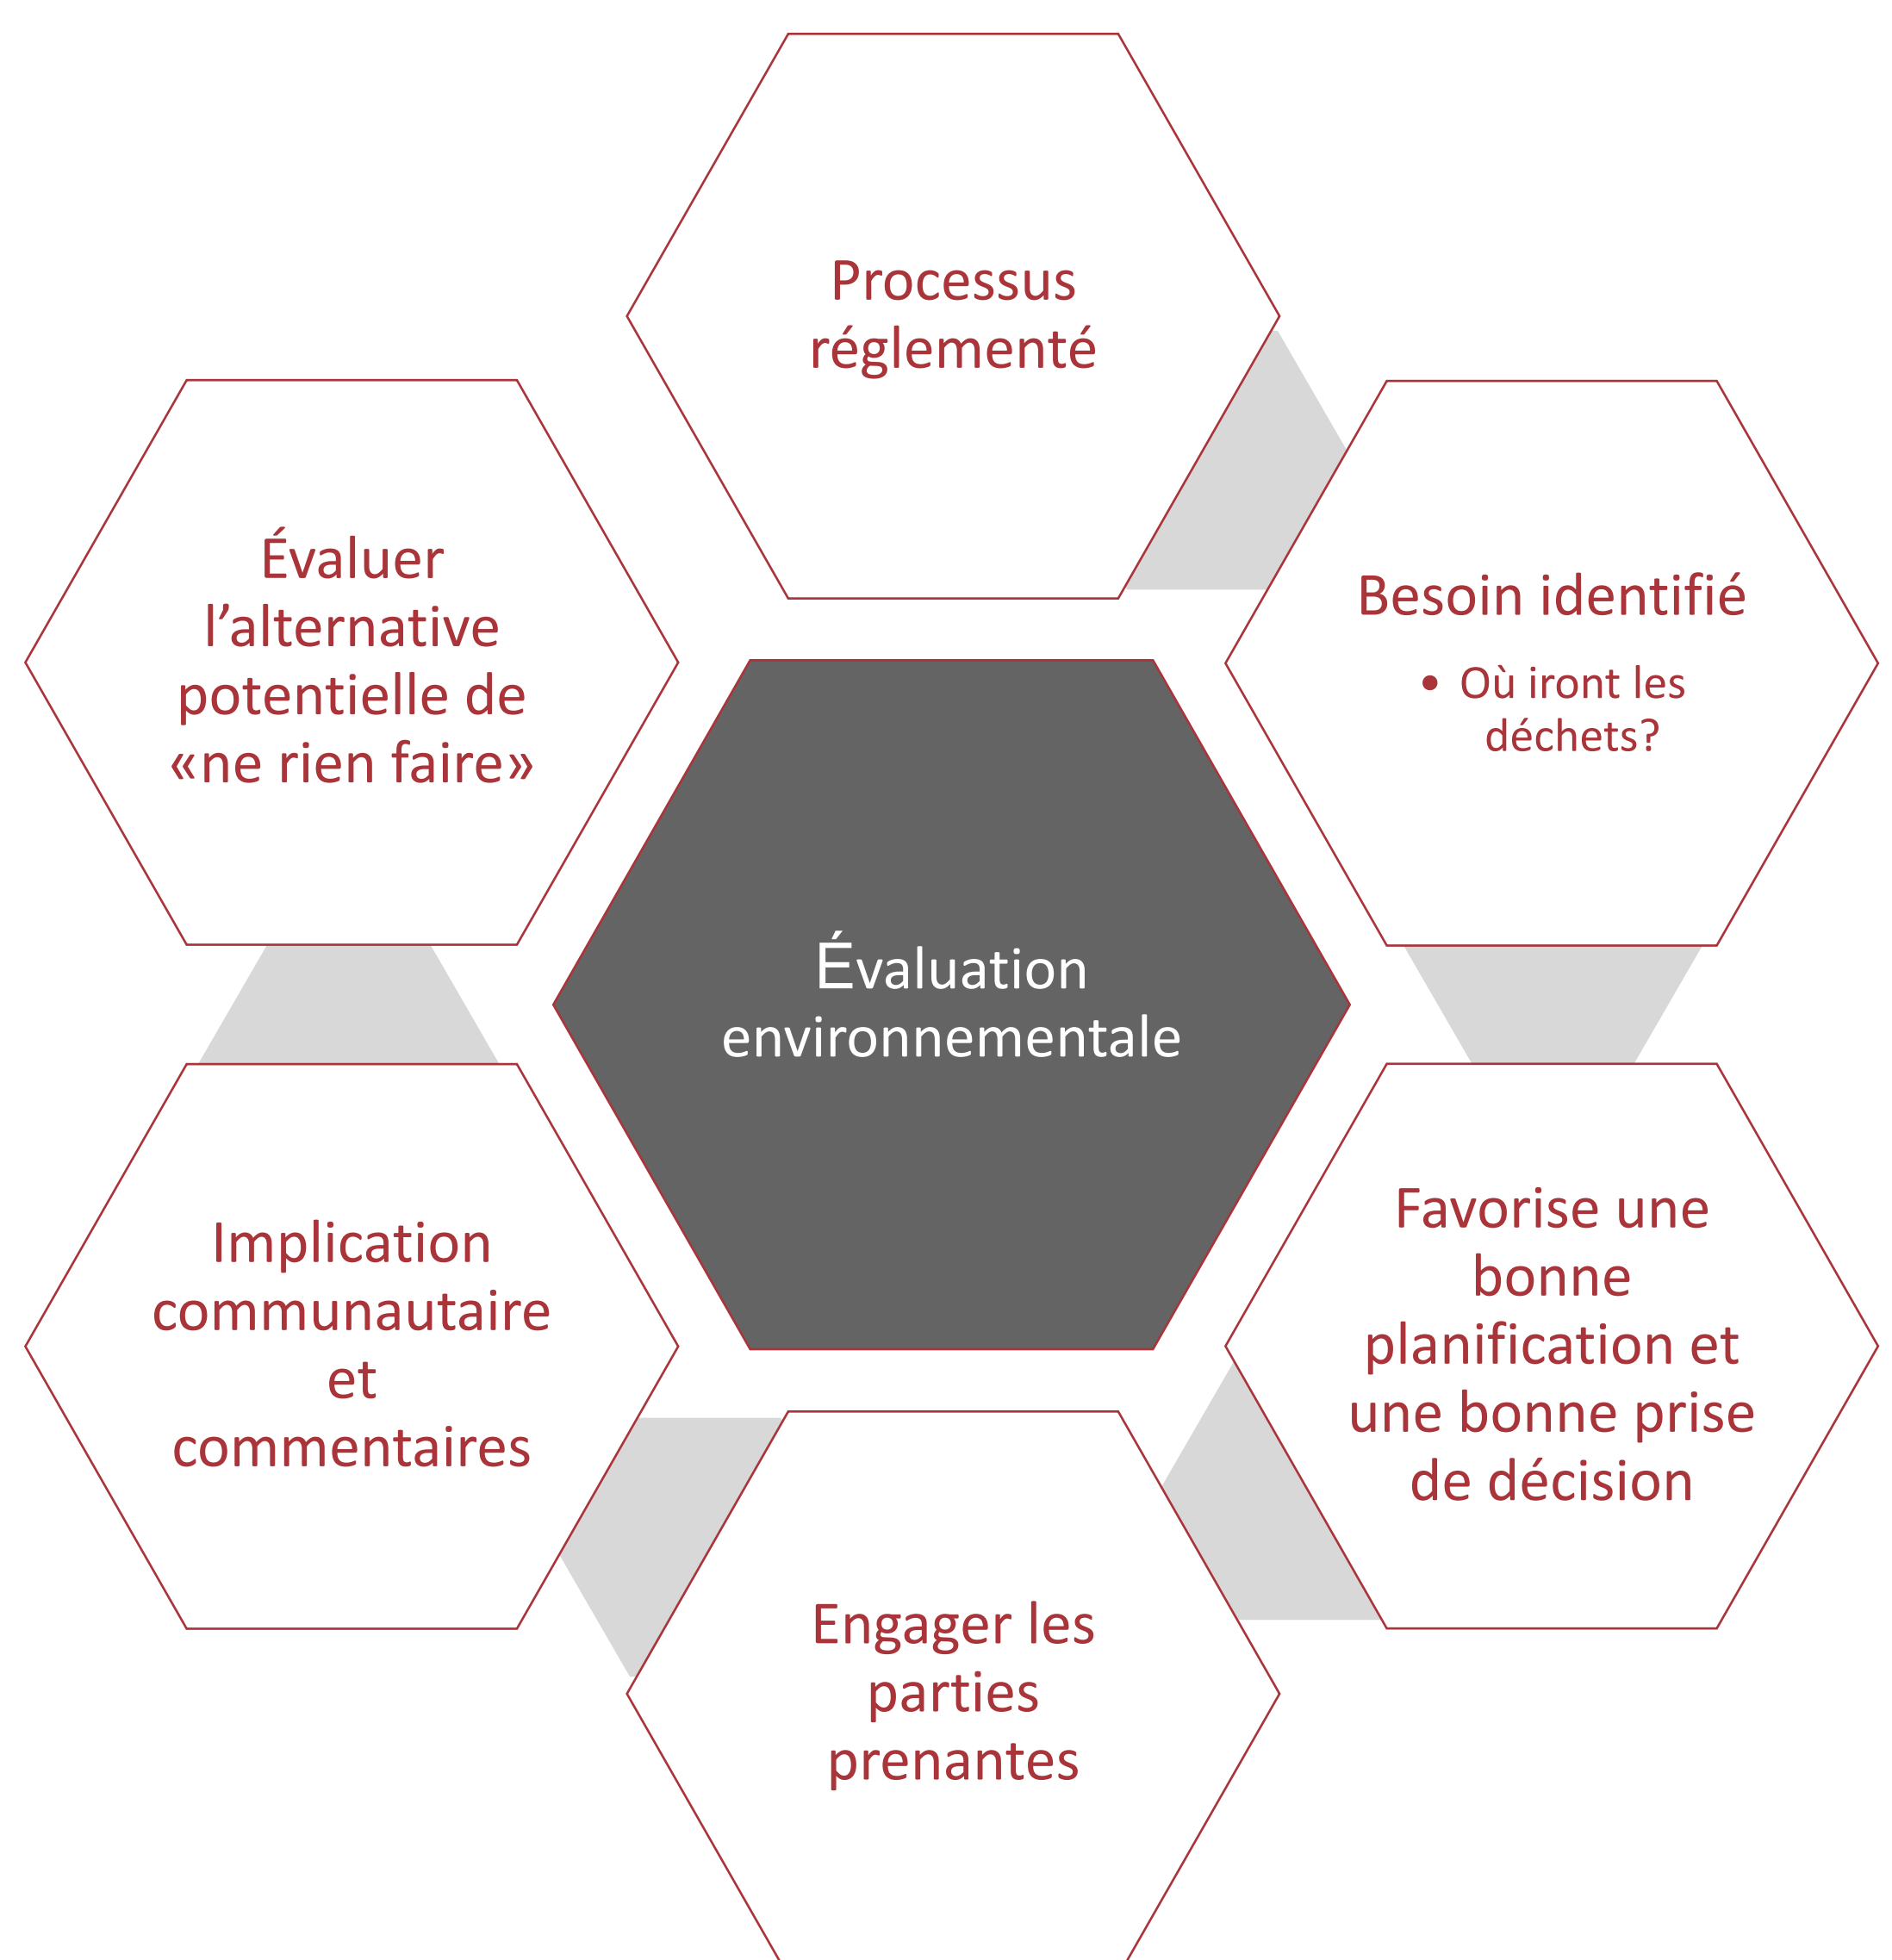 Processus
réglementé
Évaluer
l’alternative
potentielle de
«ne rien faire»
Besoin identifié
• Où iront les
déchets?
Évaluation
environnementale
Implication
communautaire
et
commentaires
Favorise une
bonne
planification et
une bonne prise
de décision
Engager les
parties
prenantes